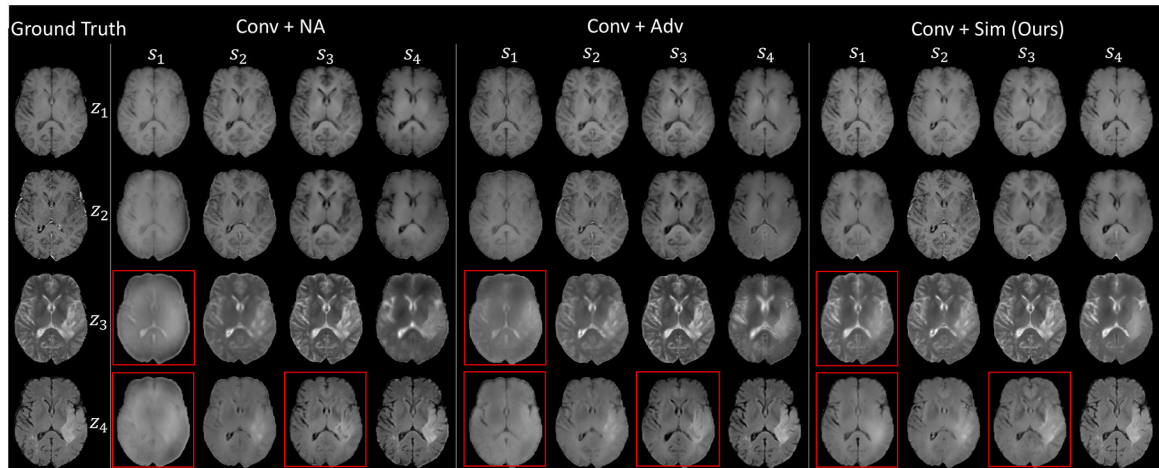 Ground Truth Conv + NA Conv + Adv Conv + Sim (Ours)
s₁ s₂ s₃ s₄ s₁ s₂ s₃ s₄ s₁ s₂ s₃ s₄
z₁
z₂
z₃
z₄